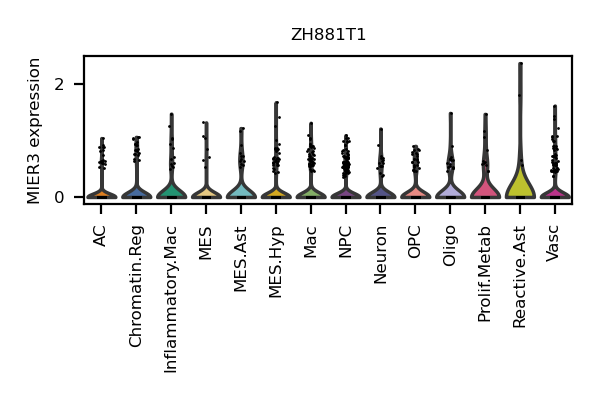 ZH881T1
MIER3 expression
2
0
AC
Chromatin.Reg
Inflammatory.Mac
MES
MES.Ast
MES.Hyp
Mac
NPC
Neuron
OPC
Oligo
Prolif.Metab
Reactive.Ast
Vasc